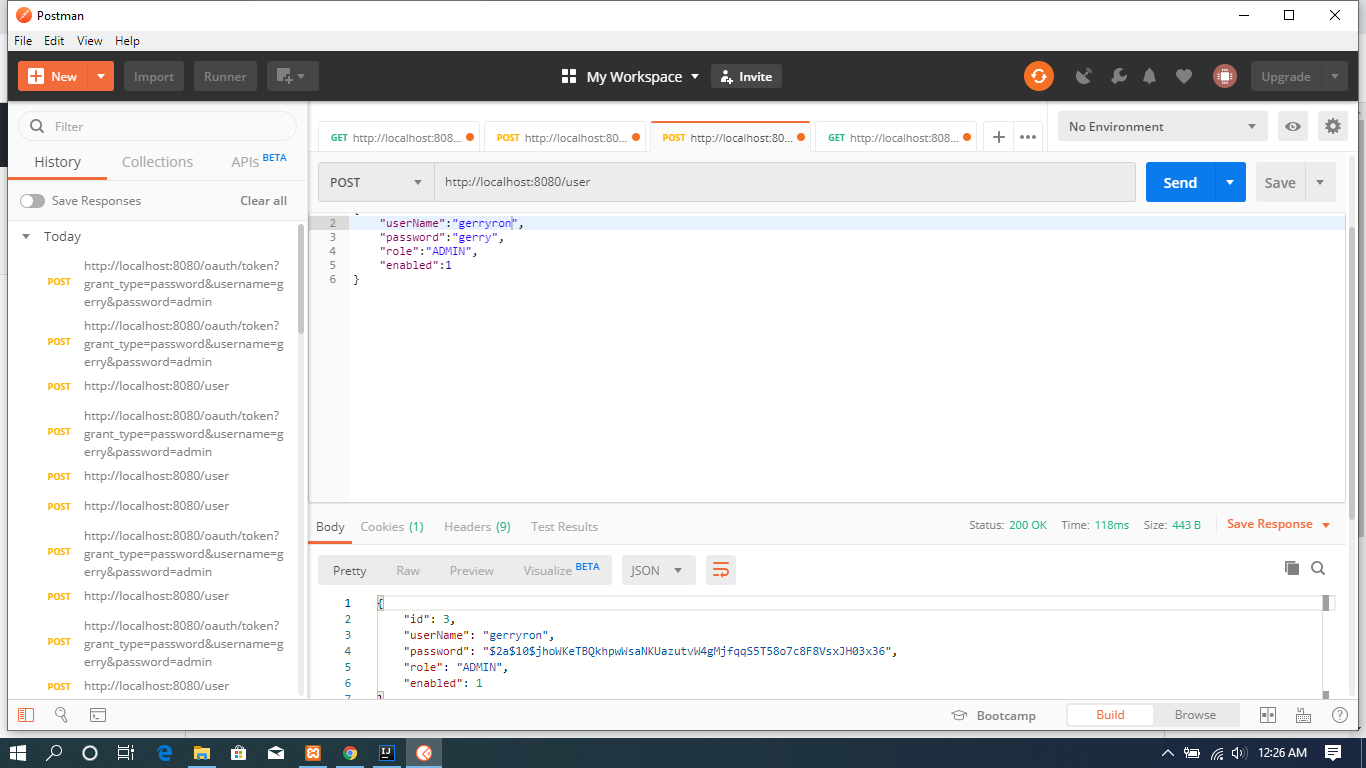 Postman
File Edit View Help
New Import Runner My Workspace Invite Upgrade
Filter
History Collections APIs BETA
Save Responses Clear all
Today
POST http://localhost:8080/oauth/token?
grant_type=password&username=g
erry&password=admin
POST http://localhost:8080/oauth/token?
grant_type=password&username=g
erry&password=admin
POST http://localhost:8080/user
POST http://localhost:8080/oauth/token?
grant_type=password&username=g
erry&password=admin
POST http://localhost:8080/user
POST http://localhost:8080/user
POST http://localhost:8080/oauth/token?
grant_type=password&username=g
erry&password=admin
POST http://localhost:8080/user
POST http://localhost:8080/oauth/token?
grant_type=password&username=g
erry&password=admin
POST http://localhost:8080/user
GET http://localhost:808... POST http://localhost:80... POST http://localhost:80... GET http://localhost:808... + ••• No Environment
POST http://localhost:8080/user Send Save
2 "userName":"gerryron",
3 "password":"gerry",
4 "role":"ADMIN",
5 "enabled":1
6 }
Body Cookies (1) Headers (9) Test Results Status: 200 OK Time: 118ms Size: 443 B Save Response
Pretty Raw Preview Visualize BETA JSON
1 {
2 "id": 3,
3 "userName": "gerryron",
4 "password": "$2a$10$jhoWKeTBQkhpwWsaNKUazutvW4gMjfqqS5T58o7c8F8VsxJH03x36",
5 "role": "ADMIN",
6 "enabled": 1
7 }
Bootcamp Build Browse
12:26 AM